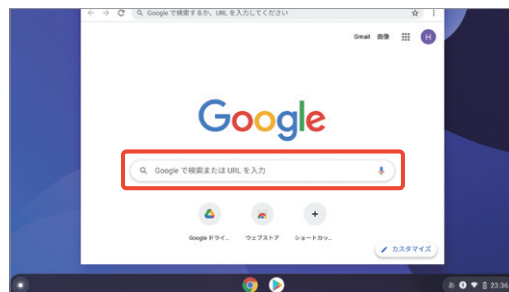 Google で検索するか、URL を入力してください
Gmail 画像
H
Google
Google で検索または URL を入力
Google ドライ...
ウェブストア
ショートカッ...
カスタマイズ
あ
23:36